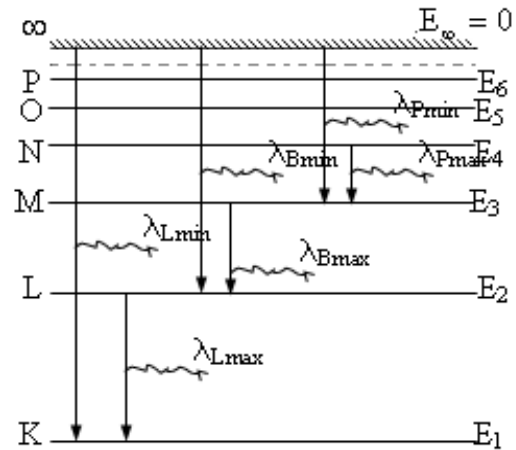 ∞ E∞ = 0
P E6
O λPmin E5
N λBmin λPmax E4
M E3
λLmin λBmax
L E2
λLmax
K E1